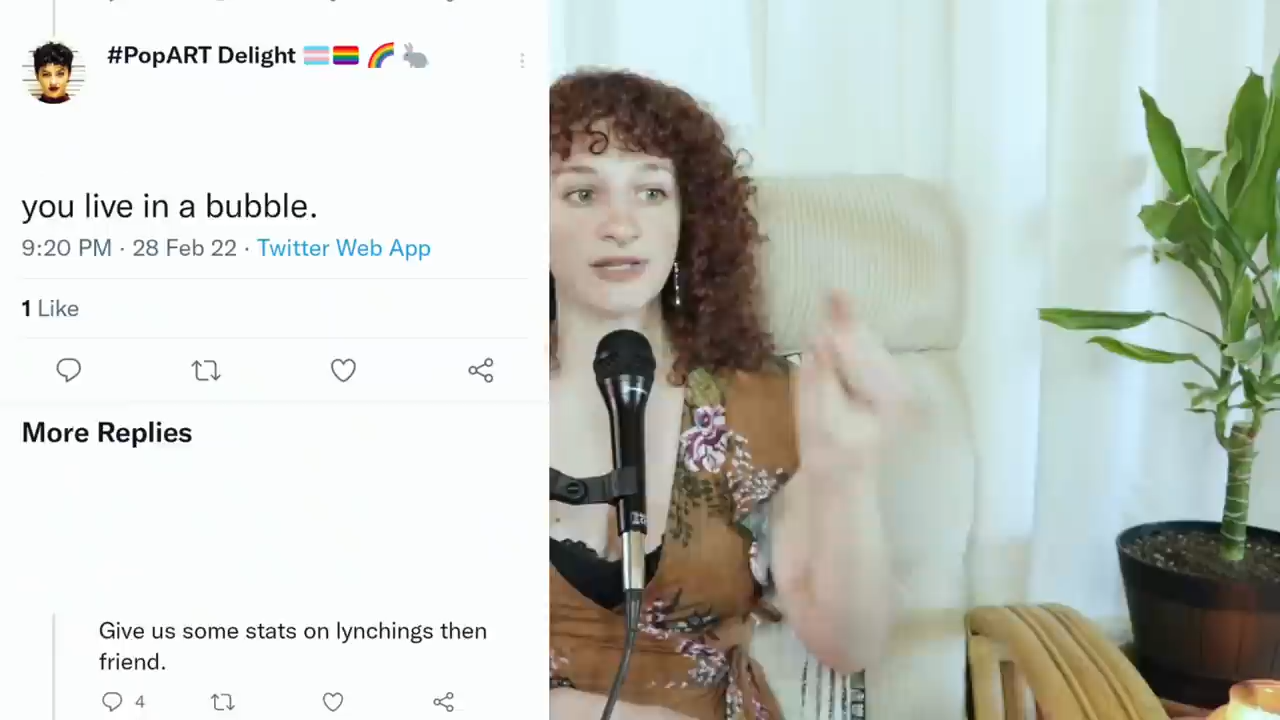 #PopART Delight 🏳️‍⚧️🏳️‍🌈 🌈 🐇
you live in a bubble.
9:20 PM · 28 Feb 22 · Twitter Web App
1 Like
More Replies
Give us some stats on lynchings then
friend.
4